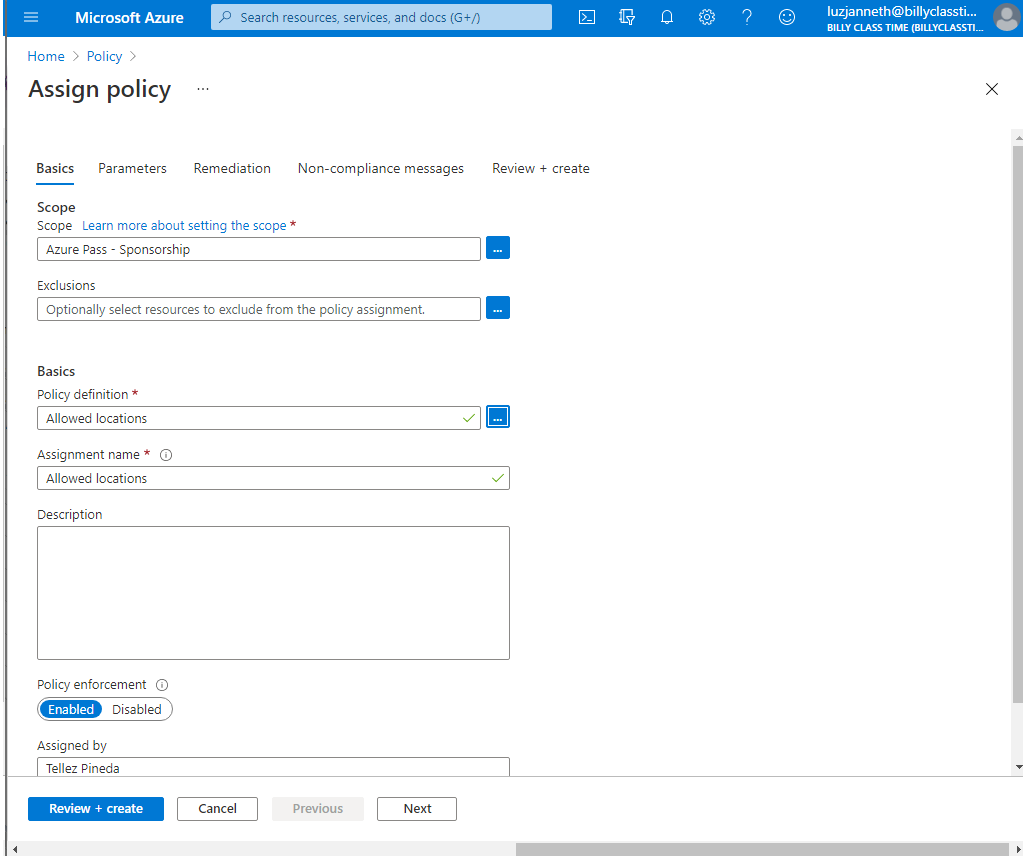 Microsoft Azure
Search resources, services, and docs (G+/)
luzjanneth@billyclassti...
BILLY CLASS TIME (BILLYCLASSTI...
Home > Policy >
Assign policy ...
Basics Parameters Remediation Non-compliance messages Review + create
Scope
Scope Learn more about setting the scope *
Azure Pass - Sponsorship ...
Exclusions
Optionally select resources to exclude from the policy assignment. ...
Basics
Policy definition *
Allowed locations ...
Assignment name *
Allowed locations
Description
Policy enforcement
Enabled Disabled
Assigned by
Tellez Pineda
Review + create Cancel Previous Next